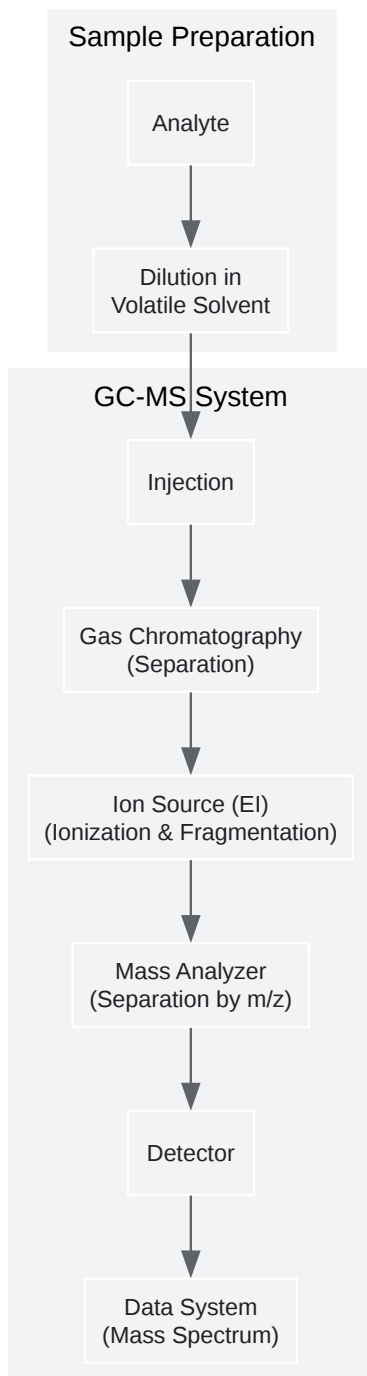 Sample Preparation
Analyte
Dilution in
Volatile Solvent
GC-MS System
Injection
Gas Chromatography
(Separation)
Ion Source (EI)
(Ionization & Fragmentation)
Mass Analyzer
(Separation by m/z)
Detector
Data System
(Mass Spectrum)